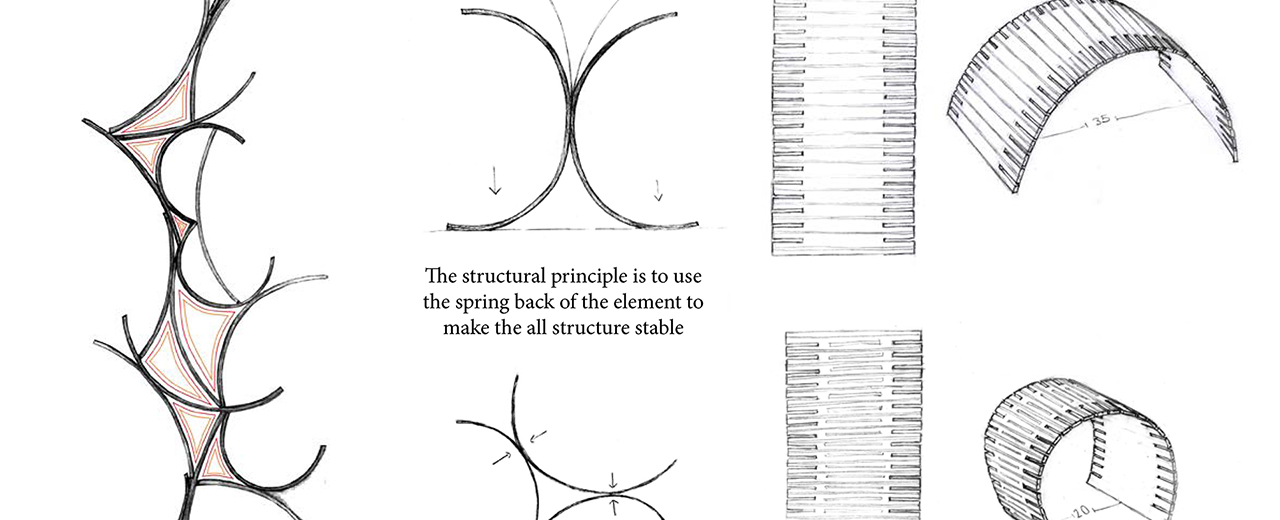 The structural principle is to use
the spring back of the element to
make the all structure stable
35
20